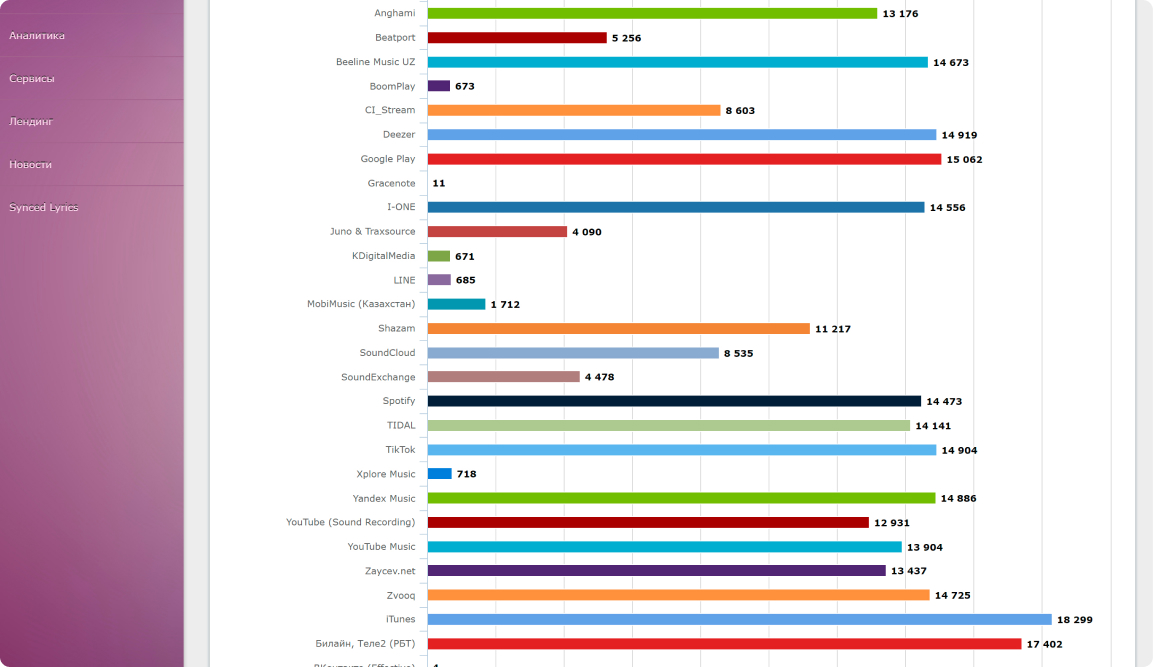 Аналитика
Сервисы
Лендинг
Новости
Synced Lyrics
Anghami 13 176
Beatport 5 256
Beeline Music UZ 14 673
BoomPlay 673
CI_Stream 8 603
Deezer 14 919
Google Play 15 062
Gracenote 11
I-ONE 14 556
Juno & Traxsource 4 090
KDigitalMedia 671
LINE 685
MobiMusic (Казахстан) 1 712
Shazam 11 217
SoundCloud 8 535
SoundExchange 4 478
Spotify 14 473
TIDAL 14 141
TikTok 14 904
Xplore Music 718
Yandex Music 14 886
YouTube (Sound Recording) 12 931
YouTube Music 13 904
Zaycev.net 13 437
Zvooq 14 725
iTunes 18 299
Билайн, Теле2 (РБТ) 17 402